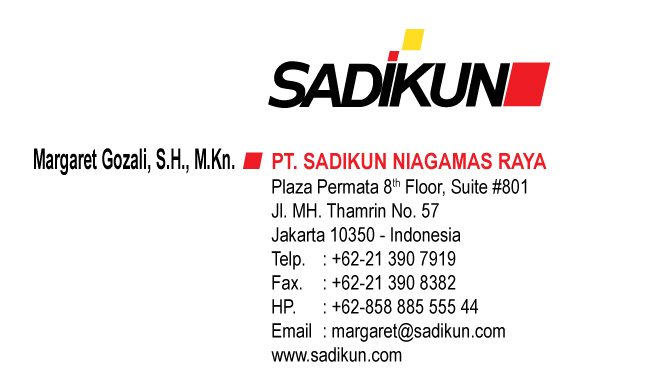 SADIKUN
Margaret Gozali, S.H., M.Kn. PT. SADIKUN NIAGAMAS RAYA
Plaza Permata 8th Floor, Suite #801
Jl. MH. Thamrin No. 57
Jakarta 10350 - Indonesia
Telp. : +62-21 390 7919
Fax. : +62-21 390 8382
HP. : +62-858 885 555 44
Email : margaret@sadikun.com
www.sadikun.com